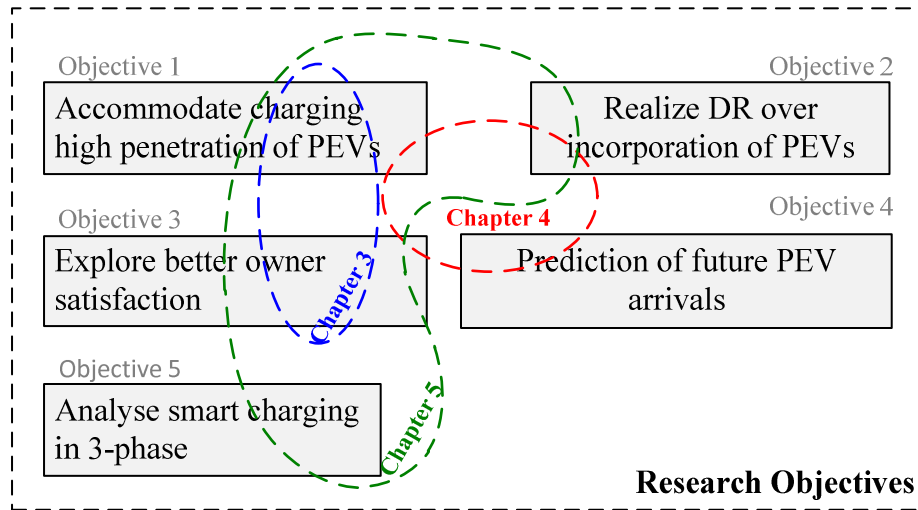 Objective 1
Accommodate charging
high penetration of PEVs
Objective 2
Realize DR over
incorporation of PEVs
Objective 3
Explore better owner
satisfaction
Chapter 3
Chapter 4
Objective 4
Prediction of future PEV
arrivals
Objective 5
Analyse smart charging
in 3-phase
Chapter 5
Research Objectives